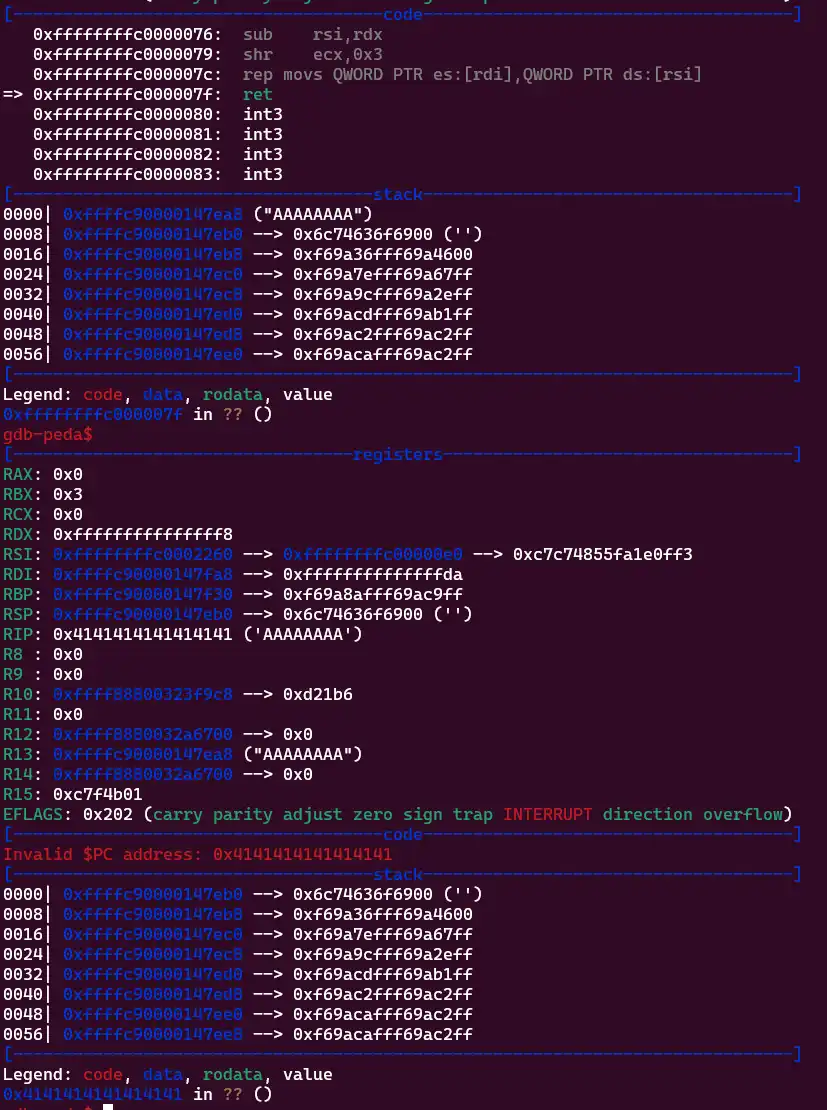 [----------------------------------code----------------------------------]
0xffffffffc0000076: sub rsi,rdx
0xffffffffc0000079: shr ecx,0x3
0xffffffffc000007c: rep movs QWORD PTR es:[rdi],QWORD PTR ds:[rsi]
=> 0xffffffffc000007f: ret
0xffffffffc0000080: int3
0xffffffffc0000081: int3
0xffffffffc0000082: int3
0xffffffffc0000083: int3
[----------------------------------stack----------------------------------]
0000| 0xffffc90000147ea8 ("AAAAAAAA")
0008| 0xffffc90000147eb0 --> 0x6c74636f6900 ('')
0016| 0xffffc90000147eb8 --> 0xf69a36fff69a4600
0024| 0xffffc90000147ec0 --> 0xf69a7efff69a67ff
0032| 0xffffc90000147ec8 --> 0xf69a9cfff69a2eff
0040| 0xffffc90000147ed0 --> 0xf69acdfff69ab1ff
0048| 0xffffc90000147ed8 --> 0xf69ac2fff69ac2ff
0056| 0xffffc90000147ee0 --> 0xf69acafff69ac2ff
[----------------------------------------------------------------------]
Legend: code, data, rodata, value
0xffffffffc000007f in ?? ()
gdb-peda$
[----------------------------------registers----------------------------------]
RAX: 0x0
RBX: 0x3
RCX: 0x0
RDX: 0xfffffffffffffff8
RSI: 0xffffffffc0002260 --> 0xffffffffc00000e0 --> 0xc7c74855fa1e0ff3
RDI: 0xffffc90000147fa8 --> 0xffffffffffffffda
RBP: 0xffffc90000147f30 --> 0xf69a8afff69ac9ff
RSP: 0xffffc90000147eb0 --> 0x6c74636f6900 ('')
RIP: 0x4141414141414141 ('AAAAAAAA')
R8 : 0x0
R9 : 0x0
R10: 0xffff88800323f9c8 --> 0xd21b6
R11: 0x0
R12: 0xffff8880032a6700 --> 0x0
R13: 0xffffc90000147ea8 ("AAAAAAAA")
R14: 0xffff8880032a6700 --> 0x0
R15: 0xc7f4b01
EFLAGS: 0x202 (carry parity adjust zero sign trap INTERRUPT direction overflow)
[----------------------------------code----------------------------------]
Invalid $PC address: 0x4141414141414141
[----------------------------------stack----------------------------------]
0000| 0xffffc90000147eb0 --> 0x6c74636f6900 ('')
0008| 0xffffc90000147eb8 --> 0xf69a36fff69a4600
0016| 0xffffc90000147ec0 --> 0xf69a7efff69a67ff
0024| 0xffffc90000147ec8 --> 0xf69a9cfff69a2eff
0032| 0xffffc90000147ed0 --> 0xf69acdfff69ab1ff
0040| 0xffffc90000147ed8 --> 0xf69ac2fff69ac2ff
0048| 0xffffc90000147ee0 --> 0xf69acafff69ac2ff
0056| 0xffffc90000147ee8 --> 0xf69acafff69ac2ff
[----------------------------------------------------------------------]
Legend: code, data, rodata, value
0x4141414141414141 in ?? ()